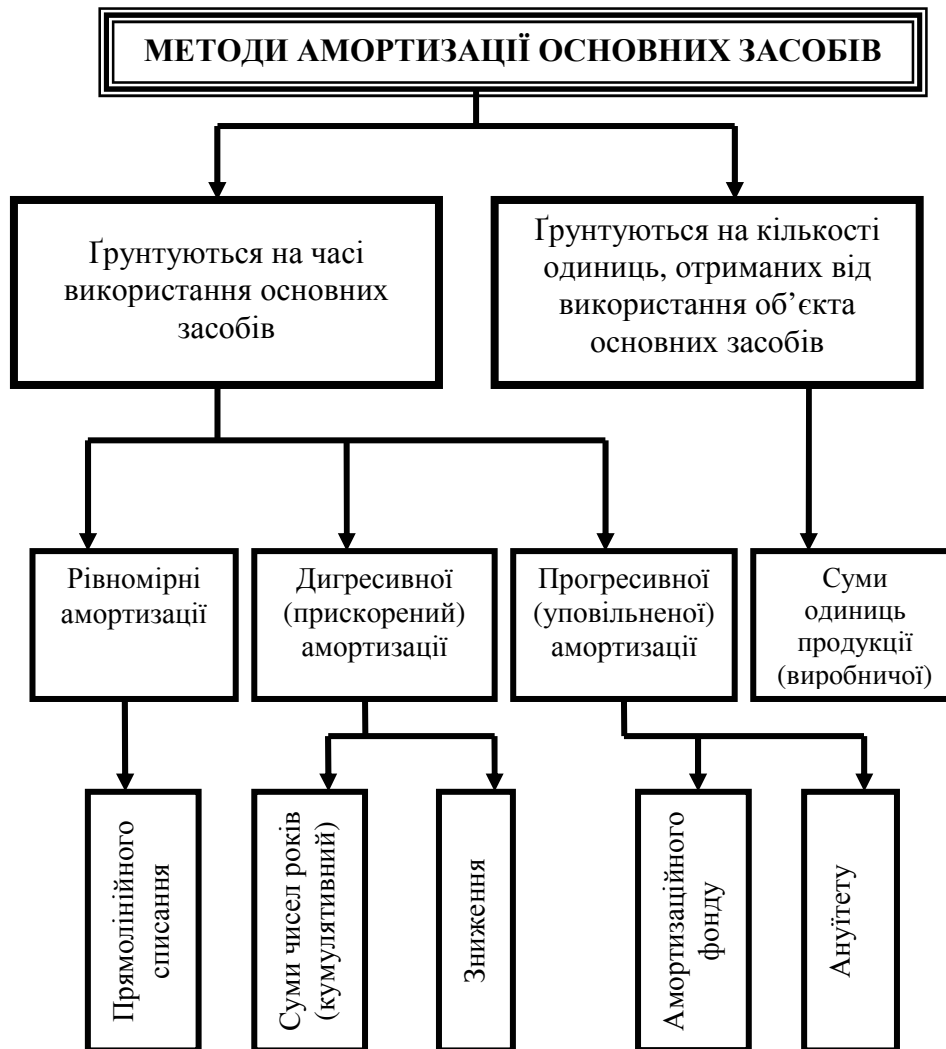 МЕТОДИ АМОРТИЗАЦІЇ ОСНОВНИХ ЗАСОБІВ
Ґрунтуються на часі
використання основних
засобів
Ґрунтуються на кількості
одиниць, отриманих від
використання об’єкта
основних засобів
Рівномірні
амортизації
Дигресивної
(прискорений)
амортизації
Прогресивної
(уповільненої)
амортизації
Суми
одиниць
продукції
(виробничої)
Прямолінійного
списання
Суми чисел років
(кумулятивний)
Зниження
Амортизаційного
фонду
Ануїтету